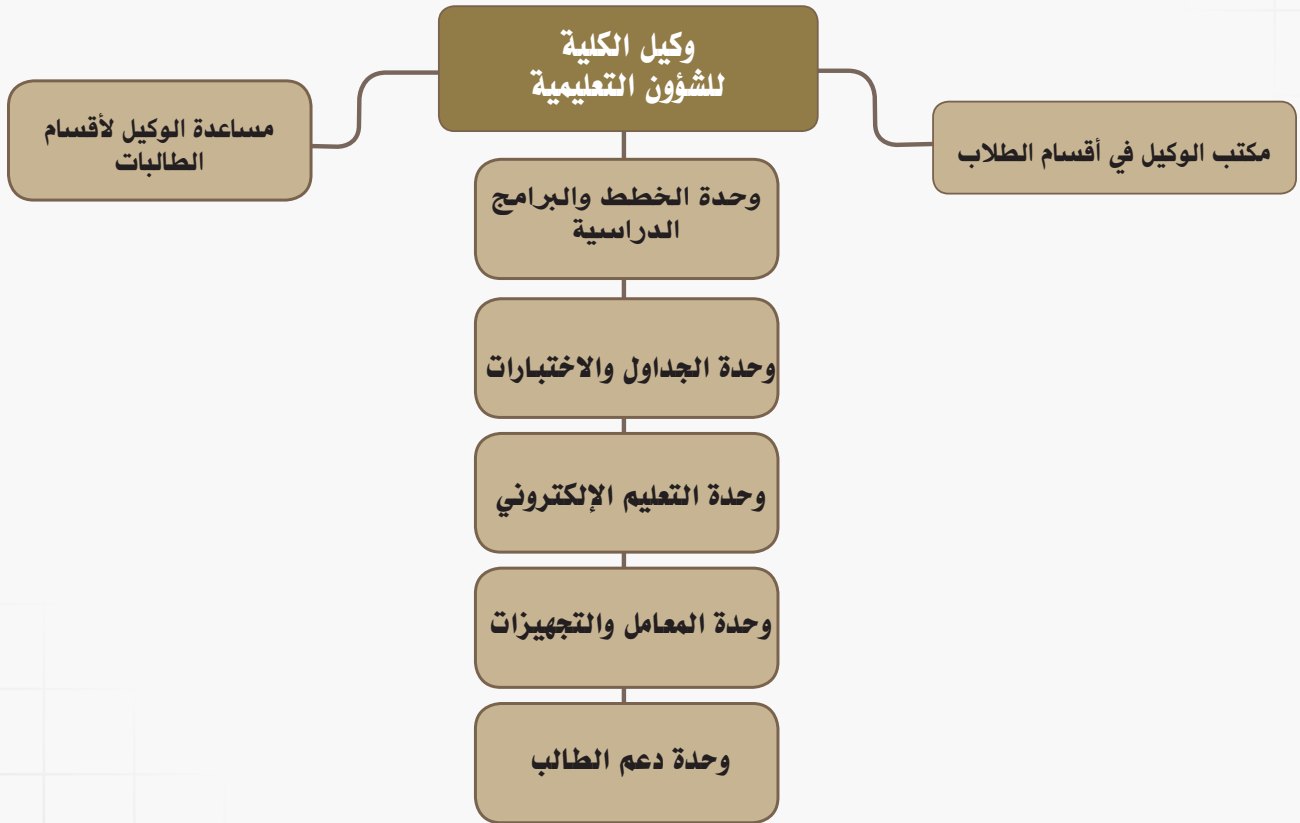 وكيل الكلية
للشؤون التعليمية
مكتب الوكيل في أقسام الطلاب
مساعدة الوكيل لأقسام
الطالبات
وحدة الخطط والبرامج
الدراسية
وحدة الجداول والاختبارات
وحدة التعليم الإلكتروني
وحدة المعامل والتجهيزات
وحدة دعم الطالب